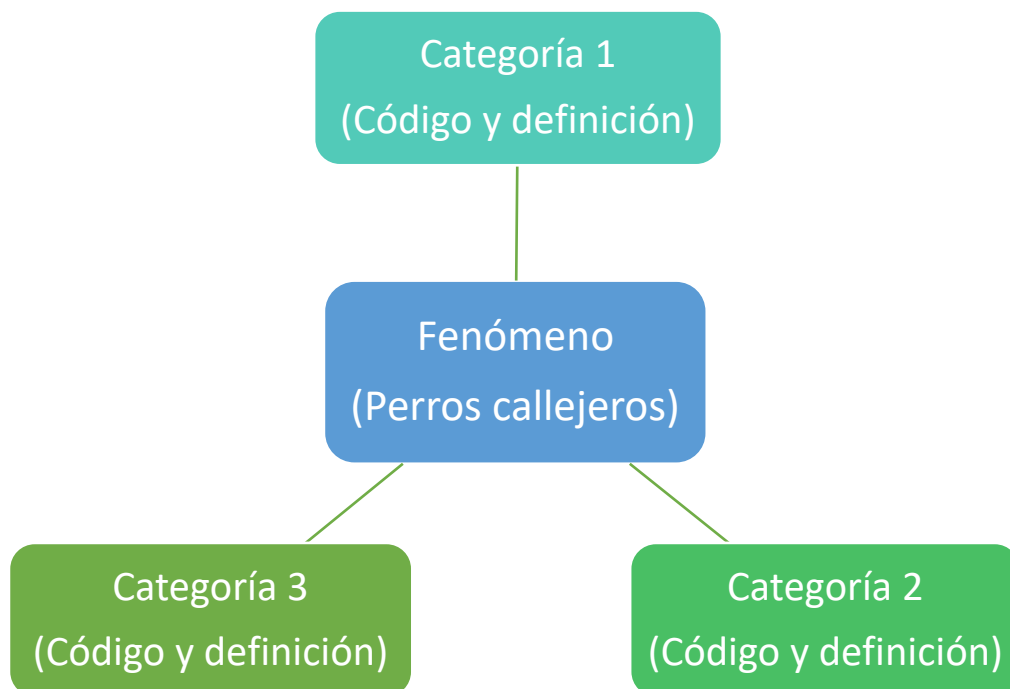 Categoría 1
(Código y definición)
Fenómeno
(Perros callejeros)
Categoría 3
(Código y definición)
Categoría 2
(Código y definición)